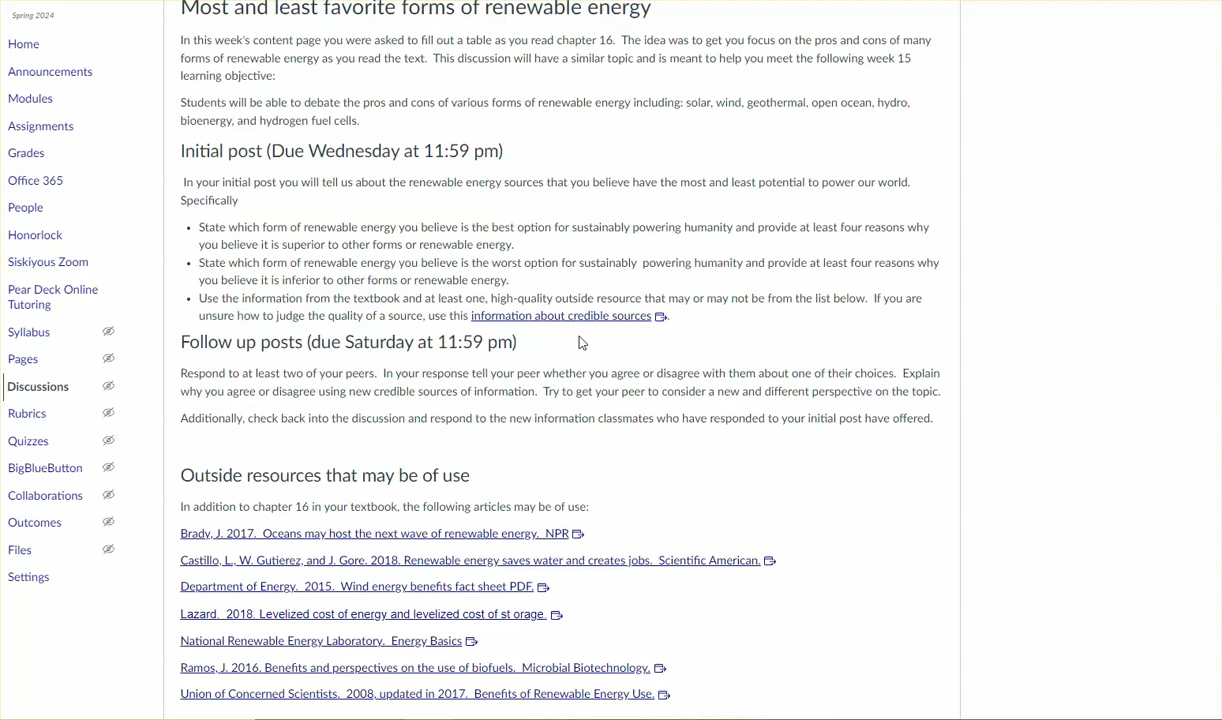 Spring 2024
Home
Announcements
Modules
Assignments
Grades
Office 365
People
Honorlock
Siskiyous Zoom
Pear Deck Online
Tutoring
Syllabus
Pages
Discussions
Rubrics
Quizzes
BigBlueButton
Collaborations
Outcomes
Files
Settings
Most and least favorite forms of renewable energy
In this week's content page you were asked to fill out a table as you read chapter 16.  The idea was to get you focus on the pros and cons of many
forms of renewable energy as you read the text.  This discussion will have a similar topic and is meant to help you meet the following week 15
learning objective:
Students will be able to debate the pros and cons of various forms of renewable energy including: solar, wind, geothermal, open ocean, hydro,
bioenergy, and hydrogen fuel cells.
Initial post (Due Wednesday at 11:59 pm)
In your initial post you will tell us about the renewable energy sources that you believe have the most and least potential to power our world.
Specifically
• State which form of renewable energy you believe is the best option for sustainably powering humanity and provide at least four reasons why
you believe it is superior to other forms or renewable energy.
• State which form of renewable energy you believe is the worst option for sustainably  powering humanity and provide at least four reasons why
you believe it is inferior to other forms or renewable energy.
• Use the information from the textbook and at least one, high-quality outside resource that may or may not be from the list below.  If you are
unsure how to judge the quality of a source, use this information about credible sources.
Follow up posts (due Saturday at 11:59 pm)
Respond to at least two of your peers.  In your response tell your peer whether you agree or disagree with them about one of their choices.  Explain
why you agree or disagree using new credible sources of information.  Try to get your peer to consider a new and different perspective on the topic.
Additionally, check back into the discussion and respond to the new information classmates who have responded to your initial post have offered.
Outside resources that may be of use
In addition to chapter 16 in your textbook, the following articles may be of use:
Brady, J. 2017.  Oceans may host the next wave of renewable energy.  NPR
Castillo, L., W. Gutierez, and J. Gore. 2018. Renewable energy saves water and creates jobs.  Scientific American.
Department of Energy.  2015.  Wind energy benefits fact sheet PDF.
Lazard.  2018. Levelized cost of energy and levelized cost of st orage.
National Renewable Energy Laboratory.  Energy Basics
Ramos, J. 2016. Benefits and perspectives on the use of biofuels.  Microbial Biotechnology.
Union of Concerned Scientists.  2008, updated in 2017.  Benefits of Renewable Energy Use.